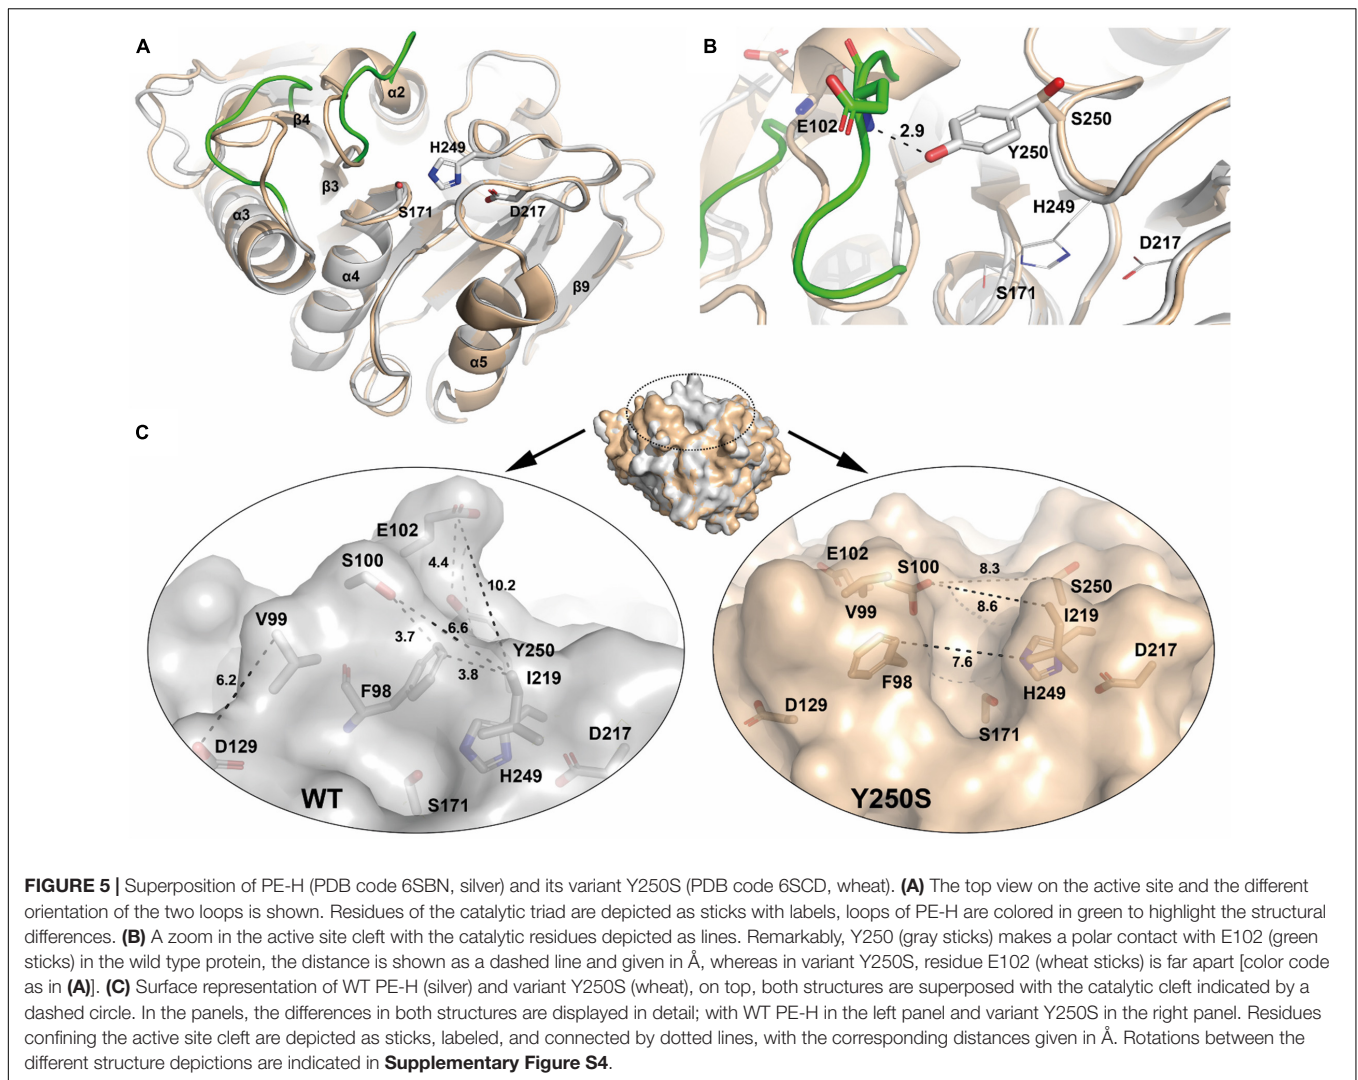 A
α2
β4
H249
β3
S171
D217
α3
α4
β9
α5
B
E102
2.9
S250
Y250
H249
D217
S171
C
E102
S100
4.4
10.2
V99
6.6
3.7
Y250
6.2
3.8
I219
F98
D129
D217
H249
WT
S171
E102
S100
8.3
S250
V99
8.6
I219
7.6
D217
F98
H249
D129
S171
Y250S
FIGURE 5 | Superposition of PE-H (PDB code 6SBN, silver) and its variant Y250S (PDB code 6SCD, wheat). (A) The top view on the active site and the different
orientation of the two loops is shown. Residues of the catalytic triad are depicted as sticks with labels, loops of PE-H are colored in green to highlight the structural
differences. (B) A zoom in the active site cleft with the catalytic residues depicted as lines. Remarkably, Y250 (gray sticks) makes a polar contact with E102 (green
sticks) in the wild type protein, the distance is shown as a dashed line and given in Å, whereas in variant Y250S, residue E102 (wheat sticks) is far apart [color code
as in (A)]. (C) Surface representation of WT PE-H (silver) and variant Y250S (wheat), on top, both structures are superposed with the catalytic cleft indicated by a
dashed circle. In the panels, the differences in both structures are displayed in detail; with WT PE-H in the left panel and variant Y250S in the right panel. Residues
confining the active site cleft are depicted as sticks, labeled, and connected by dotted lines, with the corresponding distances given in Å. Rotations between the
different structure depictions are indicated in Supplementary Figure S4.